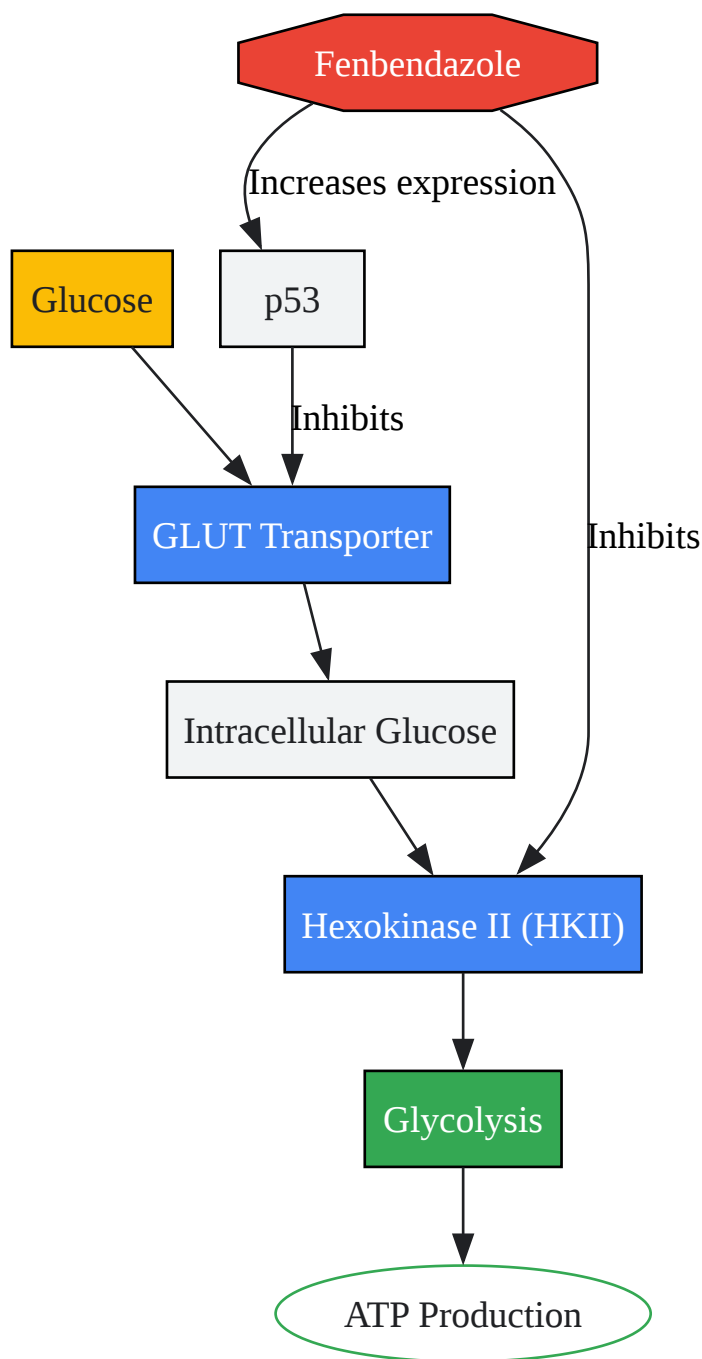 Fenbendazole
Increases expression
Glucose
p53
Inhibits
GLUT Transporter
Inhibits
Intracellular Glucose
Hexokinase II (HKII)
Glycolysis
ATP Production